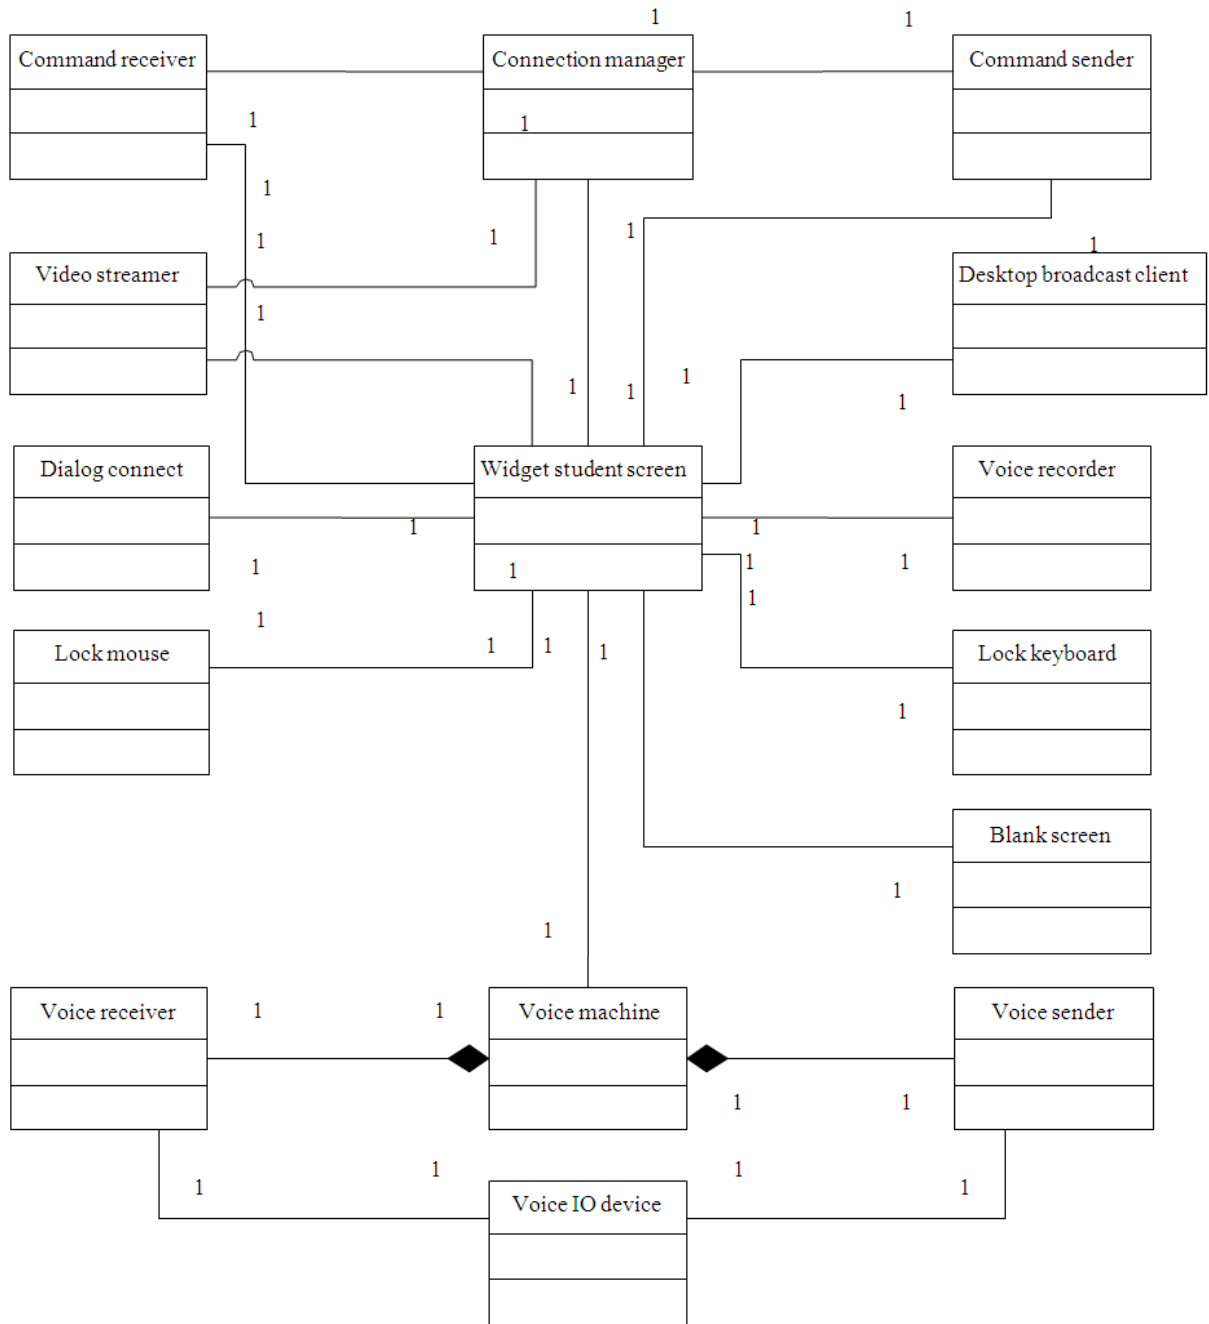 1 1
Command receiver Connection manager Command sender
1 1
1
1 1 1 1
Video streamer Desktop broadcast client
1
1 1 1 1
Dialog connect Widget student screen Voice recorder
1 1
1 1 1 1
1
1
Lock mouse 1 1 1 Lock keyboard
1
Blank screen
1
1
Voice receiver 1 1 Voice machine Voice sender
1 1
1 1 1 1
Voice IO device